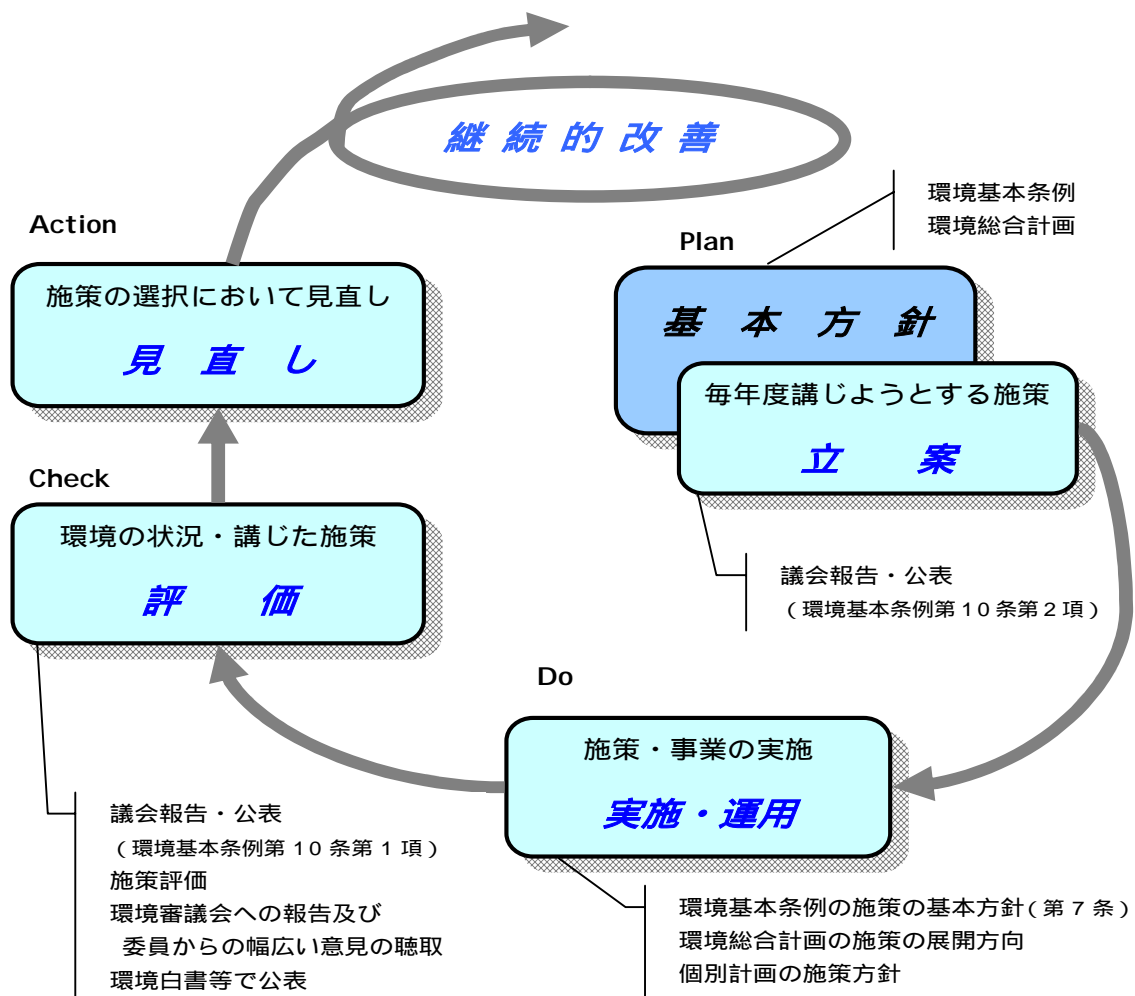 継続的改善
環境基本条例
環境総合計画
Plan
基本方針
毎年度講じようとする施策
立案
議会報告・公表
（環境基本条例第10条第2項）
Do
施策・事業の実施
実施・運用
環境基本条例の施策の基本方針（第7条）
環境総合計画の施策の展開方向
個別計画の施策方針
Check
環境の状況・講じた施策
評価
議会報告・公表
（環境基本条例第10条第1項）
施策評価
環境審議会への報告及び
委員からの幅広い意見の聴取
環境白書等で公表
Action
施策の選択において見直し
見直し